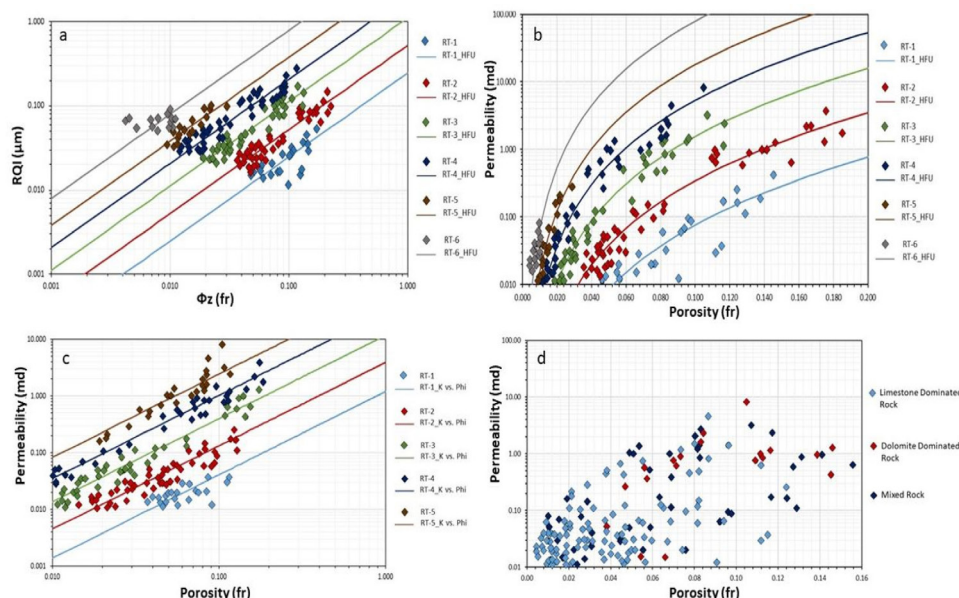 a
RQI (µm)
1.000
0.100
0.010
0.001
0.001
0.010
0.100
1.000
Φz (fr)
RT-1
RT-1_HFU
RT-2
RT-2_HFU
RT-3
RT-3_HFU
RT-4
RT-4_HFU
RT-5
RT-5_HFU
RT-6
RT-6_HFU
b
Permeability (md)
100.000
10.000
1.000
0.100
0.010
0.000
0.020
0.040
0.060
0.080
0.100
0.120
0.140
0.160
0.180
0.200
Porosity (fr)
RT-1
RT-1_HFU
RT-2
RT-2_HFU
RT-3
RT-3_HFU
RT-4
RT-4_HFU
RT-5
RT-5_HFU
RT-6
RT-6_HFU
c
Permeability (md)
10.000
1.000
0.100
0.010
0.001
0.010
0.100
1.000
Porosity (fr)
RT-1
RT-1_K vs. Phi
RT-2
RT-2_K vs. Phi
RT-3
RT-3_K vs. Phi
RT-4
RT-4_K vs. Phi
RT-5
RT-5_K vs. Phi
d
Permeability (md)
100.00
10.00
1.00
0.10
0.01
0.00
0.02
0.04
0.06
0.08
0.10
0.12
0.14
0.16
Porosity (fr)
Limestone Dominated
Rock
Dolomite Dominated
Rock
Mixed Rock